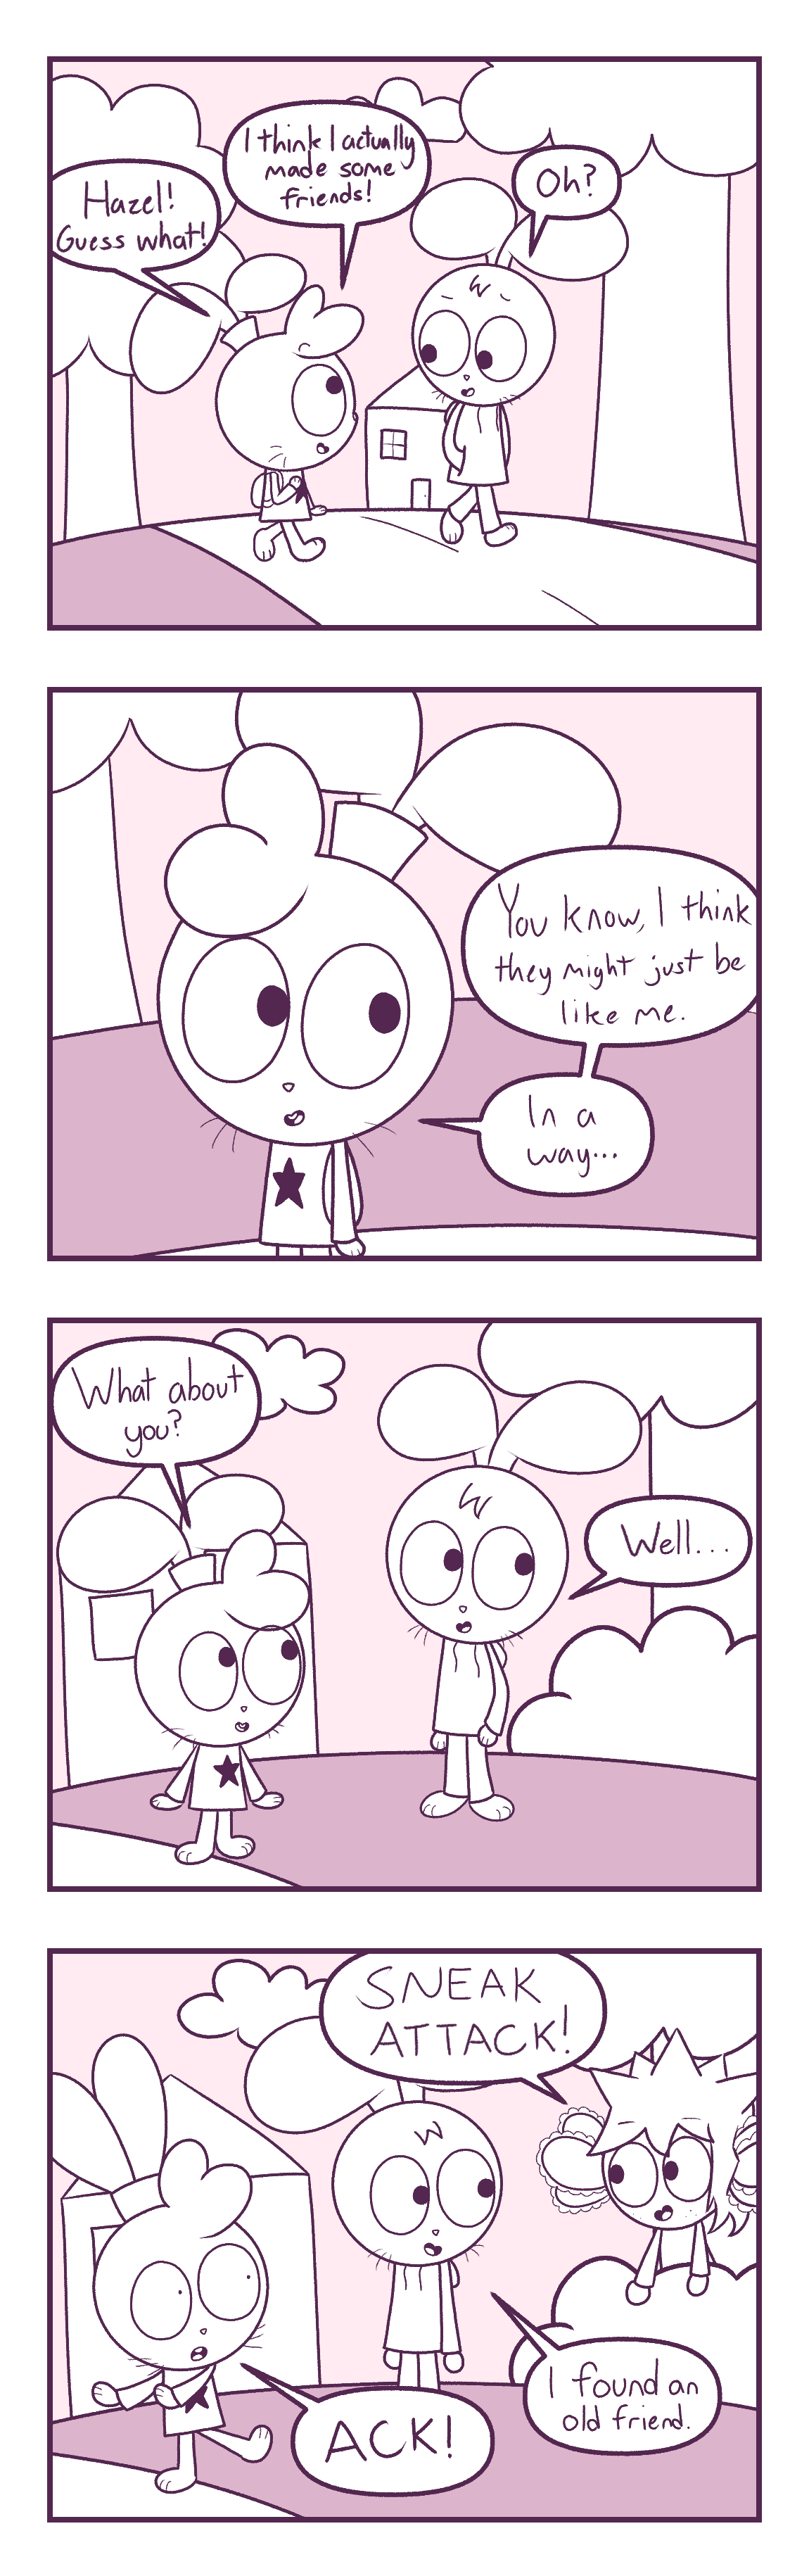 Hazel!
Guess what!
I think I actually
made some
friends!
Oh?
You know, I think
they might just be
like me.
In a
way...
What about
you?
Well...
SNEAK
ATTACK!
I found an
old friend.
ACK!